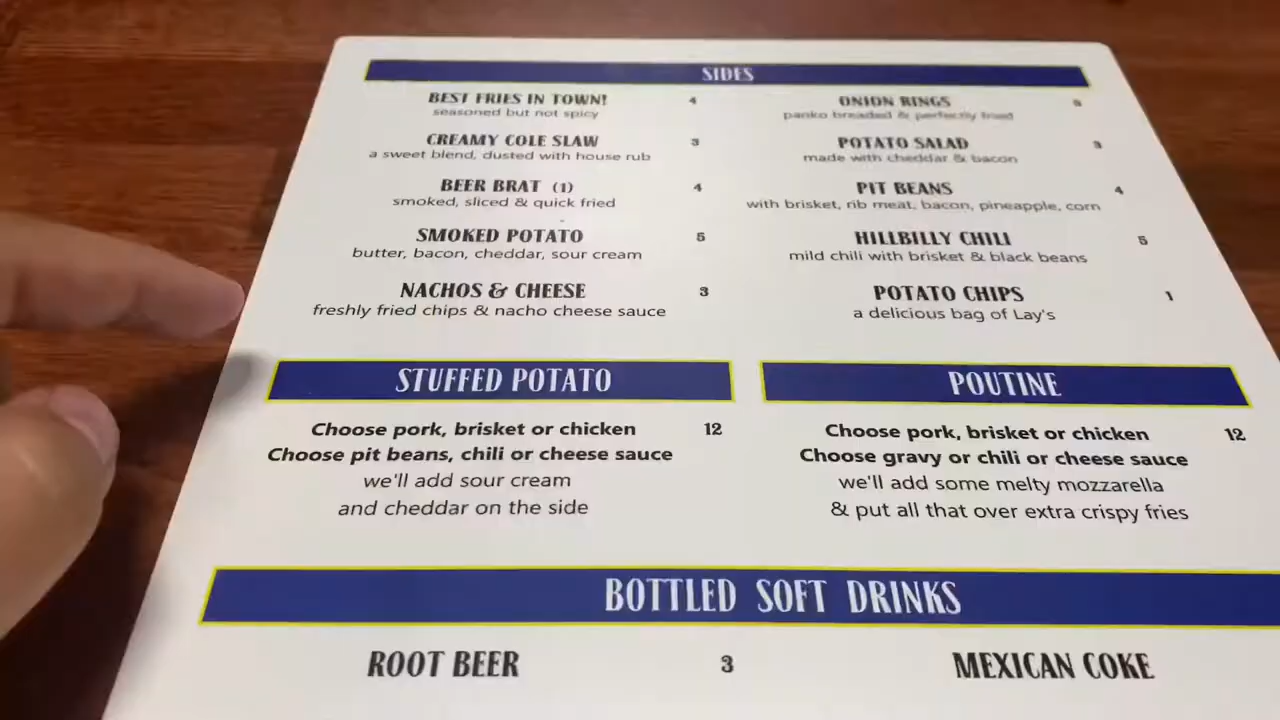 SIDES
BEST FRIES IN TOWN! 4
seasoned but not spicy
CREAMY COLE SLAW 3
a sweet blend, dusted with house rub
BEER BRAT (1) 4
smoked, sliced & quick fried
SMOKED POTATO 5
butter, bacon, cheddar, sour cream
NACHOS & CHEESE 3
freshly fried chips & nacho cheese sauce
ONION RINGS
panko breaded & perfectly fried
POTATO SALAD 3
made with cheddar & bacon
PIT BEANS 4
with brisket, rib meat, bacon, pineapple, corn
HILLBILLY CHILI 5
mild chili with brisket & black beans
POTATO CHIPS 1
a delicious bag of Lay's
STUFFED POTATO
Choose pork, brisket or chicken 12
Choose pit beans, chili or cheese sauce
we'll add sour cream
and cheddar on the side
POUTINE
Choose pork, brisket or chicken 12
Choose gravy or chili or cheese sauce
we'll add some melty mozzarella
& put all that over extra crispy fries
BOTTLED SOFT DRINKS
ROOT BEER 3
MEXICAN COKE